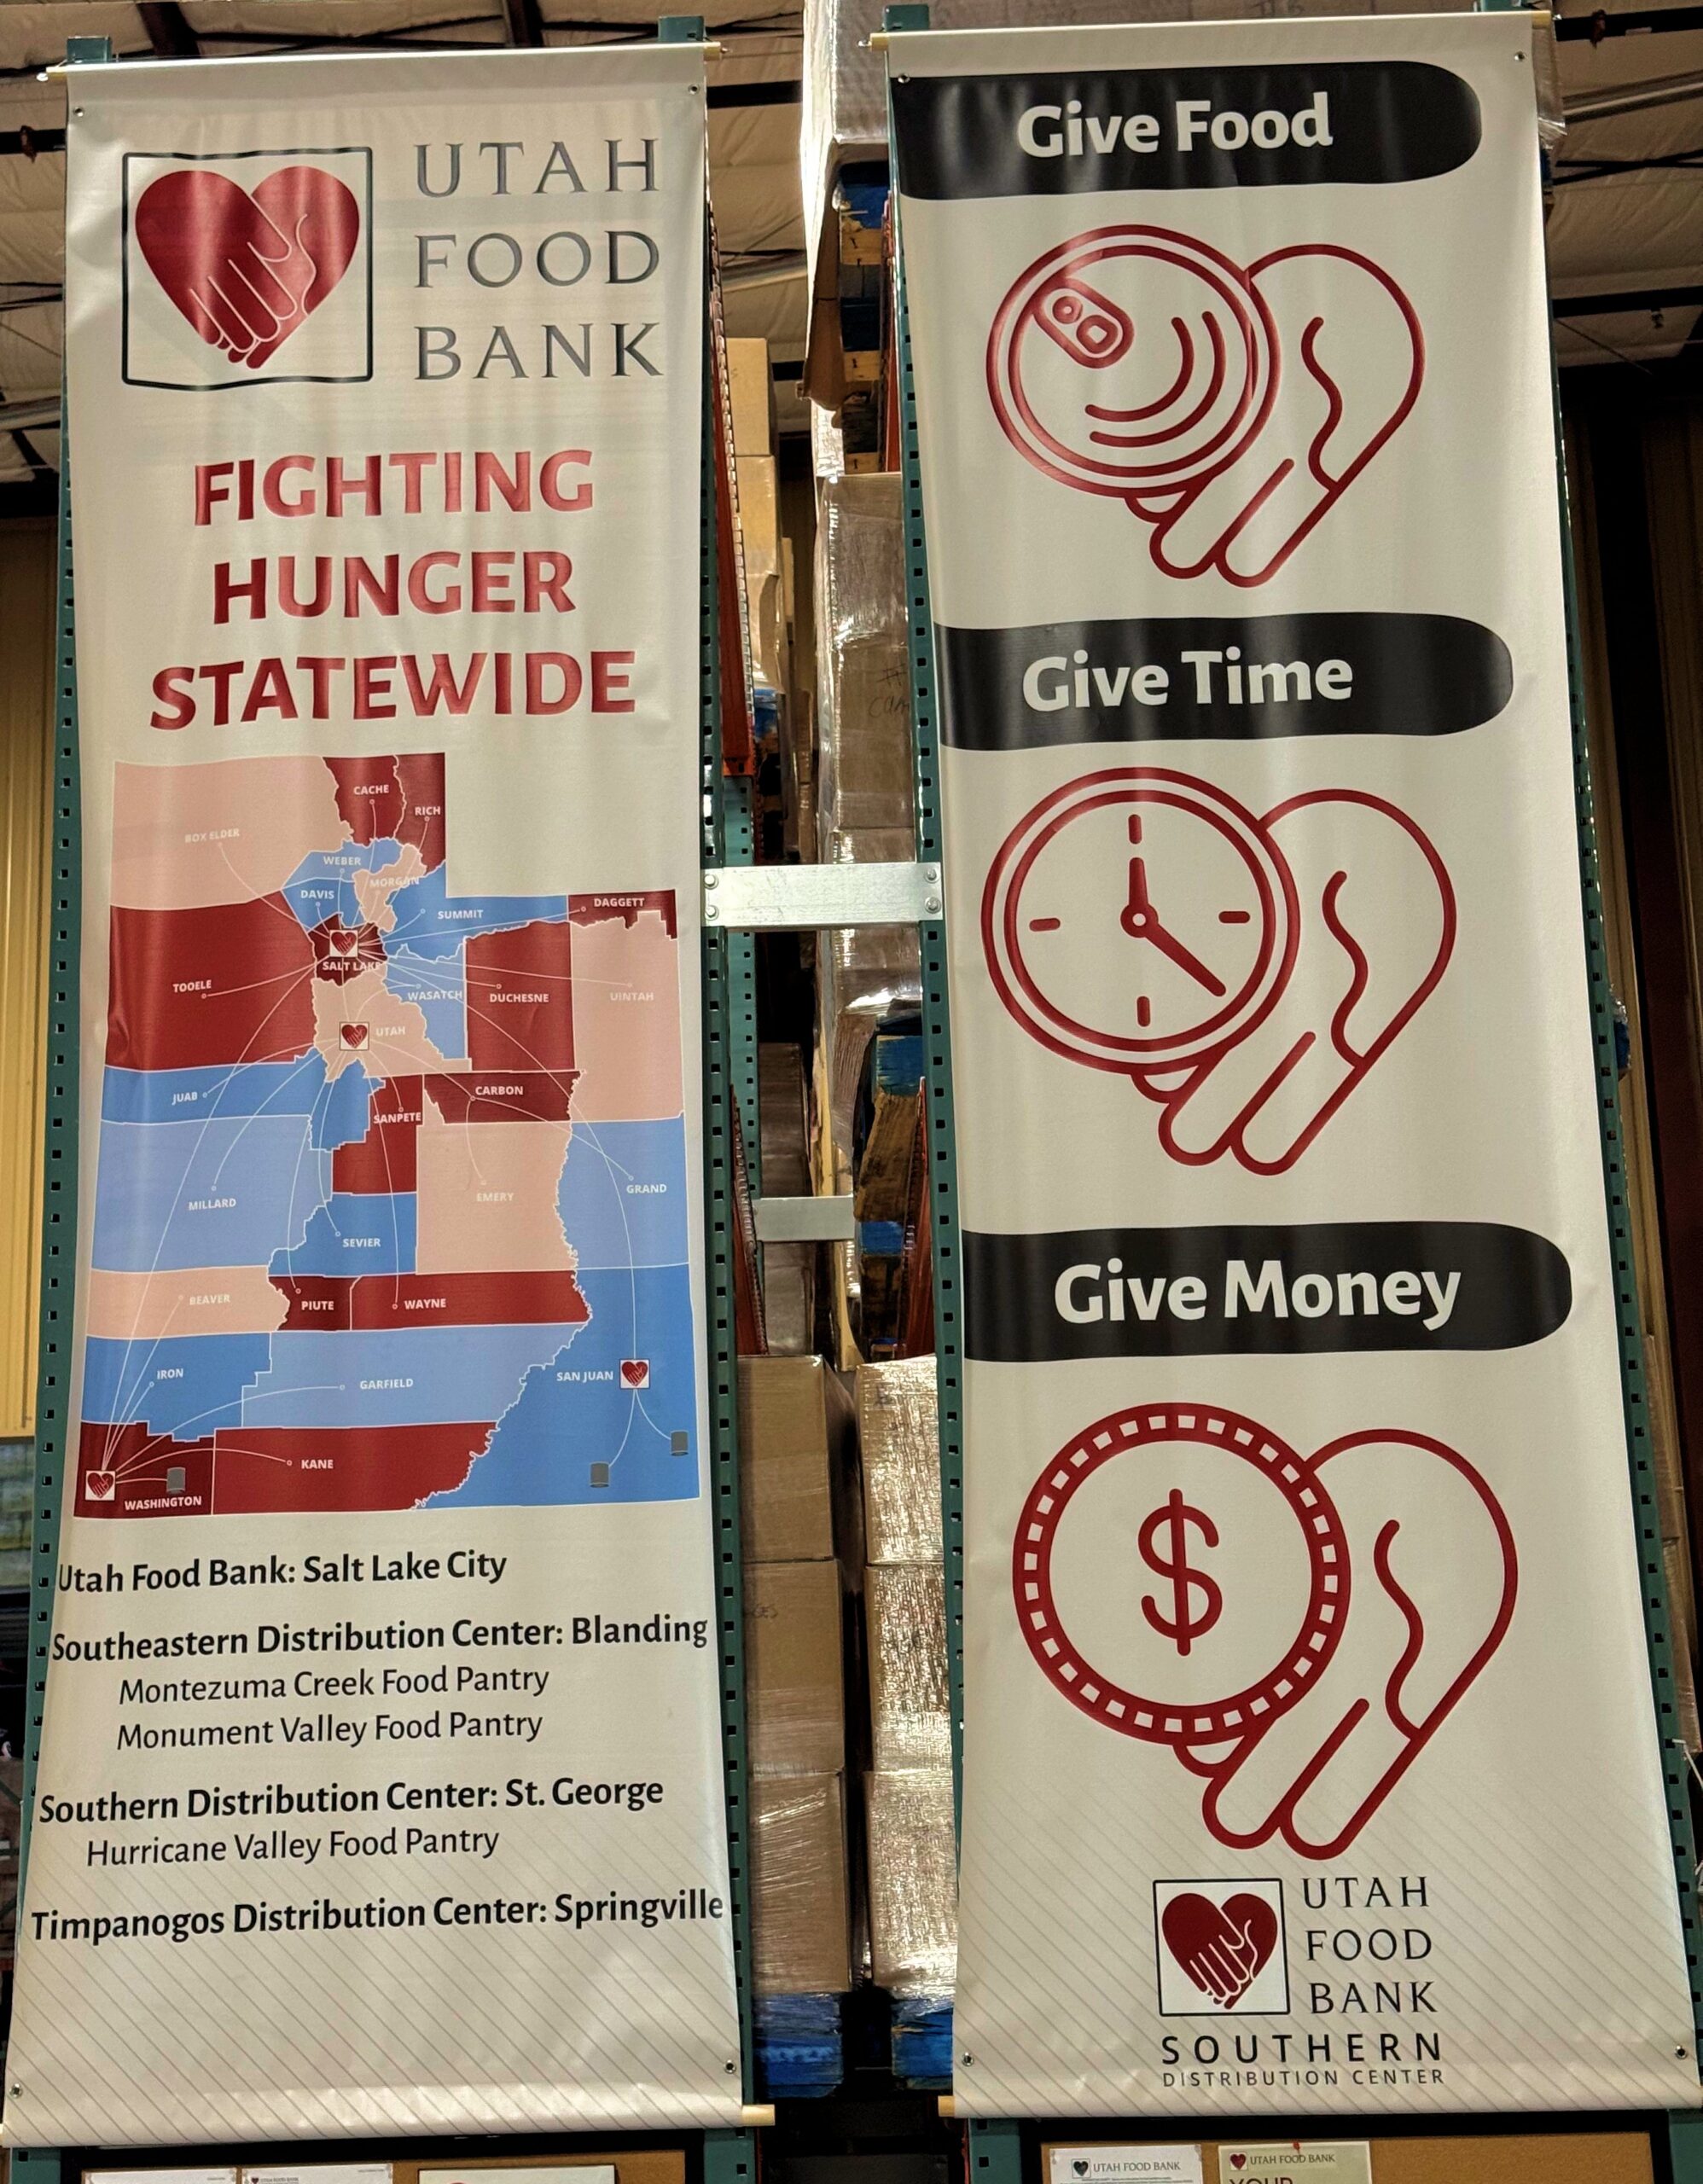 UTAH
FOOD
BANK
FIGHTING
HUNGER
STATEWIDE
CACHE
RICH
BOX ELDER
WEBER
MORGAN
DAVIS
SUMMIT
DAGGETT
SALT LAKE
TOOELE
WASATCH
DUCHESNE
UINTAH
UTAH
JUAB
CARBON
SANPETE
MILLARD
EMERY
GRAND
SEVIER
BEAVER
PIUTE
WAYNE
IRON
GARFIELD
SAN JUAN
KANE
WASHINGTON
Utah Food Bank: Salt Lake City
Southeastern Distribution Center: Blanding
Montezuma Creek Food Pantry
Monument Valley Food Pantry
Southern Distribution Center: St. George
Hurricane Valley Food Pantry
Timpanogos Distribution Center: Springville
Give Food
Give Time
Give Money
UTAH
FOOD
BANK
SOUTHERN
DISTRIBUTION CENTER
UTAH FOOD BANK
UTAH FOOD BANK
YOUR